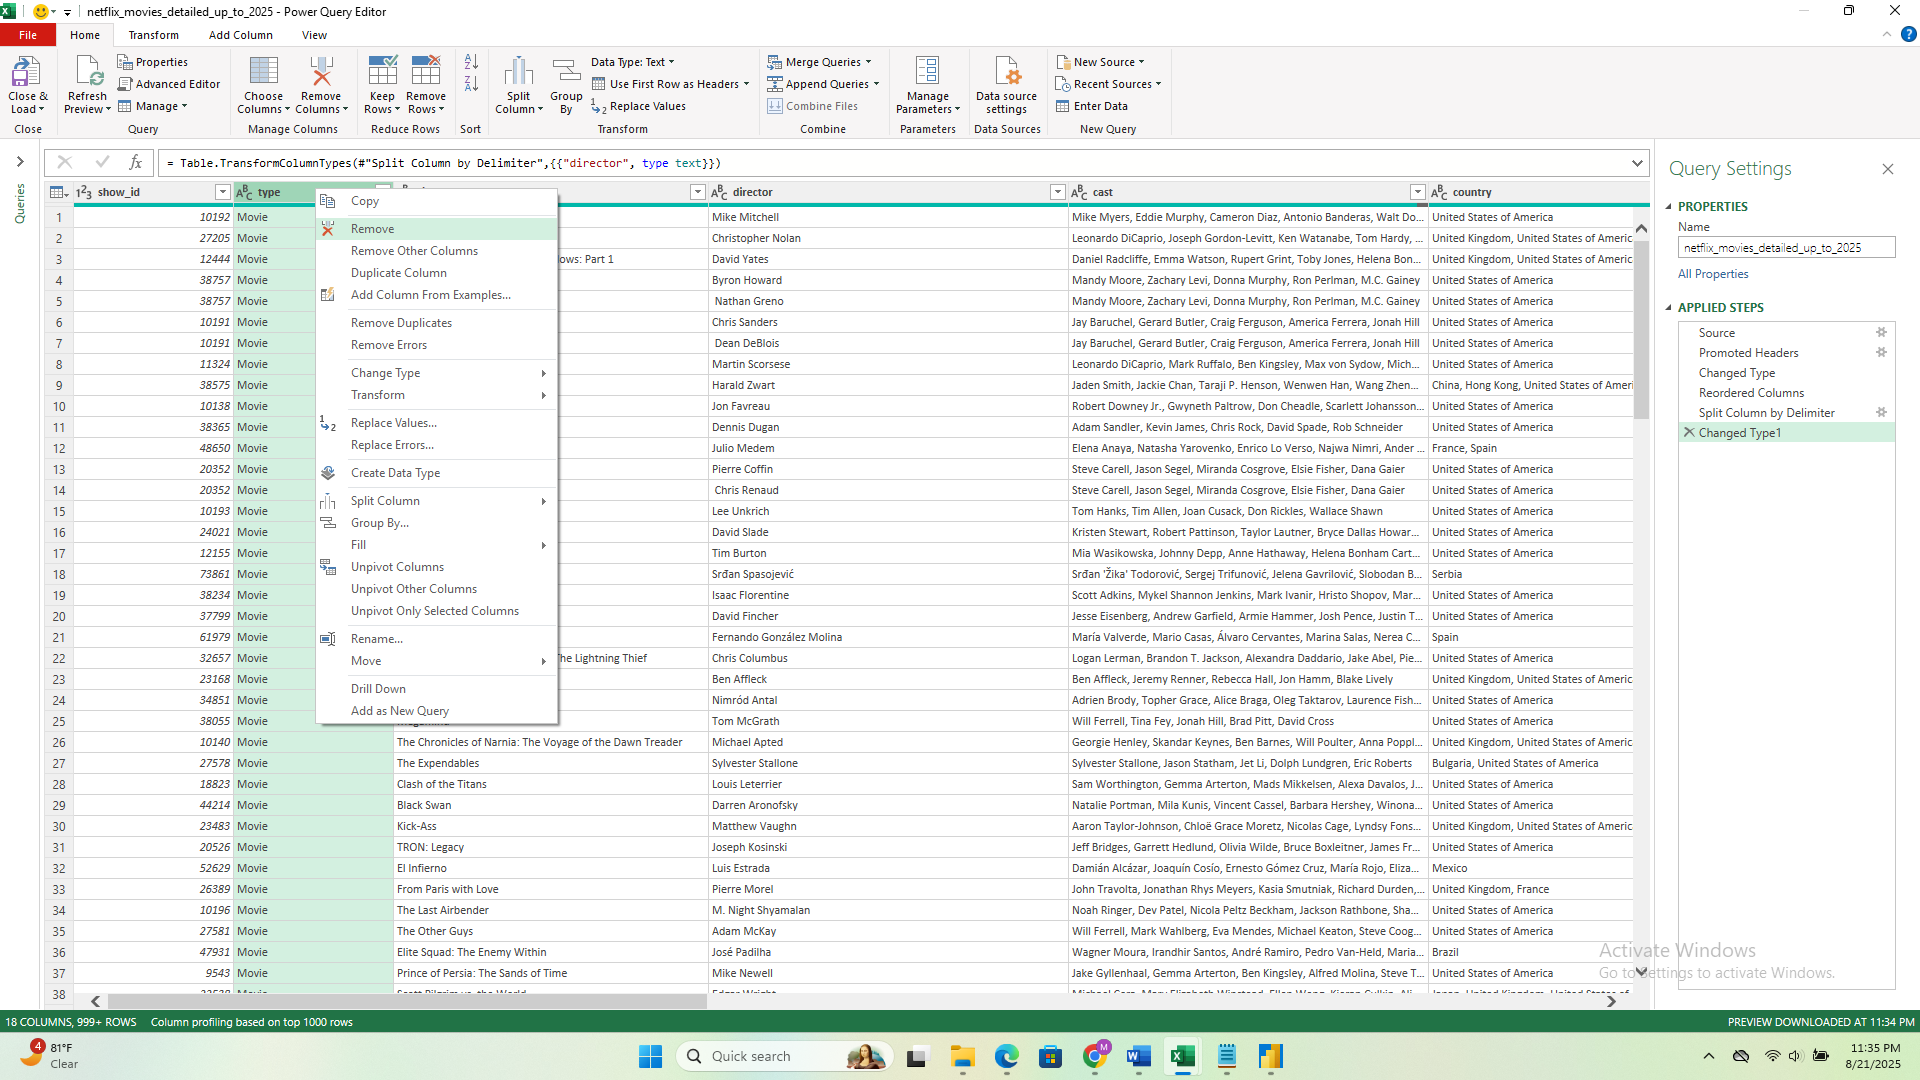 netflix_movies_detailed_up_to_2025 - Power Query Editor
File Home Transform Add Column View
Close & Load
Close
Refresh Preview
Properties
Advanced Editor
Manage
Query
Choose Columns
Remove Columns
Manage Columns
Keep Rows
Remove Rows
Reduce Rows
Sort
Split Column
Group By
Data Type: Text
Use First Row as Headers
Replace Values
Transform
Merge Queries
Append Queries
Combine Files
Combine
Manage Parameters
Parameters
Data source settings
Data Sources
New Source
Recent Sources
Enter Data
New Query
Queries
fx = Table.TransformColumnTypes(#"Split Column by Delimiter",{{"director", type text}})
show_id type director cast country
1 10192 Movie Mike Mitchell Mike Myers, Eddie Murphy, Cameron Diaz, Antonio Banderas, Walt Do... United States of America
2 27205 Movie Christopher Nolan Leonardo DiCaprio, Joseph Gordon-Levitt, Ken Watanabe, Tom Hardy, ... United Kingdom, United States of Americ
3 12444 Movie ows: Part 1 David Yates Daniel Radcliffe, Emma Watson, Rupert Grint, Toby Jones, Helena Bon... United Kingdom, United States of Americ
4 38757 Movie Byron Howard Mandy Moore, Zachary Levi, Donna Murphy, Ron Perlman, M.C. Gainey United States of America
5 38757 Movie Nathan Greno Mandy Moore, Zachary Levi, Donna Murphy, Ron Perlman, M.C. Gainey United States of America
6 10191 Movie Chris Sanders Jay Baruchel, Gerard Butler, Craig Ferguson, America Ferrera, Jonah Hill United States of America
7 10191 Movie Dean DeBlois Jay Baruchel, Gerard Butler, Craig Ferguson, America Ferrera, Jonah Hill United States of America
8 11324 Movie Martin Scorsese Leonardo DiCaprio, Mark Ruffalo, Ben Kingsley, Max von Sydow, Mich... United States of America
9 38575 Movie Harald Zwart Jaden Smith, Jackie Chan, Taraji P. Henson, Wenwen Han, Wang Zhen... China, Hong Kong, United States of Ameri
10 10138 Movie Jon Favreau Robert Downey Jr., Gwyneth Paltrow, Don Cheadle, Scarlett Johansson... United States of America
11 38365 Movie Dennis Dugan Adam Sandler, Kevin James, Chris Rock, David Spade, Rob Schneider United States of America
12 48650 Movie Julio Medem Elena Anaya, Natasha Yarovenko, Enrico Lo Verso, Najwa Nimri, Ander ... France, Spain
13 20352 Movie Pierre Coffin Steve Carell, Jason Segel, Miranda Cosgrove, Elsie Fisher, Dana Gaier United States of America
14 20352 Movie Chris Renaud Steve Carell, Jason Segel, Miranda Cosgrove, Elsie Fisher, Dana Gaier United States of America
15 10193 Movie Lee Unkrich Tom Hanks, Tim Allen, Joan Cusack, Don Rickles, Wallace Shawn United States of America
16 24021 Movie David Slade Kristen Stewart, Robert Pattinson, Taylor Lautner, Bryce Dallas Howar... United States of America
17 12155 Movie Tim Burton Mia Wasikowska, Johnny Depp, Anne Hathaway, Helena Bonham Cart... United States of America
18 73861 Movie Srđan Spasojević Srđan 'Žika' Todorović, Sergej Trifunović, Jelena Gavrilović, Slobodan B... Serbia
19 38234 Movie Isaac Florentine Scott Adkins, Mykel Shannon Jenkins, Mark Ivanir, Hristo Shopov, Mar... United States of America
20 37799 Movie David Fincher Jesse Eisenberg, Andrew Garfield, Armie Hammer, Josh Pence, Justin T... United States of America
21 61979 Movie Fernando González Molina María Valverde, Mario Casas, Álvaro Cervantes, Marina Salas, Nerea C... Spain
22 32657 Movie he Lightning Thief Chris Columbus Logan Lerman, Brandon T. Jackson, Alexandra Daddario, Jake Abel, Pie... United States of America
23 23168 Movie Ben Affleck Ben Affleck, Jeremy Renner, Rebecca Hall, Jon Hamm, Blake Lively United States of America
24 34851 Movie Nimród Antal Adrien Brody, Topher Grace, Alice Braga, Oleg Taktarov, Laurence Fish... United States of America
25 38055 Movie Tom McGrath Will Ferrell, Tina Fey, Jonah Hill, Brad Pitt, David Cross United States of America
26 10140 Movie The Chronicles of Narnia: The Voyage of the Dawn Treader Michael Apted Georgie Henley, Skandar Keynes, Ben Barnes, Will Poulter, Anna Poppl... United Kingdom, United States of Americ
27 27578 Movie The Expendables Sylvester Stallone Sylvester Stallone, Jason Statham, Jet Li, Dolph Lundgren, Eric Roberts Bulgaria, United States of America
28 18823 Movie Clash of the Titans Louis Leterrier Sam Worthington, Gemma Arterton, Mads Mikkelsen, Alexa Davalos, J... United States of America
29 44214 Movie Black Swan Darren Aronofsky Natalie Portman, Mila Kunis, Vincent Cassel, Barbara Hershey, Winona... United States of America
30 23483 Movie Kick-Ass Matthew Vaughn Aaron Taylor-Johnson, Chloë Grace Moretz, Nicolas Cage, Lyndsy Fons... United Kingdom, United States of Americ
31 20526 Movie TRON: Legacy Joseph Kosinski Jeff Bridges, Garrett Hedlund, Olivia Wilde, Bruce Boxleitner, James Fr... United States of America
32 52629 Movie El Infierno Luis Estrada Damián Alcázar, Joaquín Cosío, Ernesto Gómez Cruz, María Rojo, Eliza... Mexico
33 26389 Movie From Paris with Love Pierre Morel John Travolta, Jonathan Rhys Meyers, Kasia Smutniak, Richard Durden,... United Kingdom, France
34 10196 Movie The Last Airbender M. Night Shyamalan Noah Ringer, Dev Patel, Nicola Peltz Beckham, Jackson Rathbone, Sha... United States of America
35 27581 Movie The Other Guys Adam McKay Will Ferrell, Mark Wahlberg, Eva Mendes, Michael Keaton, Steve Coog... United States of America
36 47931 Movie Elite Squad: The Enemy Within José Padilha Wagner Moura, Irandhir Santos, André Ramiro, Pedro Van-Held, Maria... Brazil
37 9543 Movie Prince of Persia: The Sands of Time Mike Newell Jake Gyllenhaal, Gemma Arterton, Ben Kingsley, Alfred Molina, Steve T... United States of America
38
Copy
Remove
Remove Other Columns
Duplicate Column
Add Column From Examples...
Remove Duplicates
Remove Errors
Change Type
Transform
Replace Values...
Replace Errors...
Create Data Type
Split Column
Group By...
Fill
Unpivot Columns
Unpivot Other Columns
Unpivot Only Selected Columns
Rename...
Move
Drill Down
Add as New Query
Query Settings
PROPERTIES
Name
netflix_movies_detailed_up_to_2025
All Properties
APPLIED STEPS
Source
Promoted Headers
Changed Type
Reordered Columns
Split Column by Delimiter
Changed Type1
Activate Windows
Go to Settings to activate Windows.
18 COLUMNS, 999+ ROWS Column profiling based on top 1000 rows PREVIEW DOWNLOADED AT 11:34 PM
4
81°F
Clear
Quick search
M
11:35 PM
8/21/2025